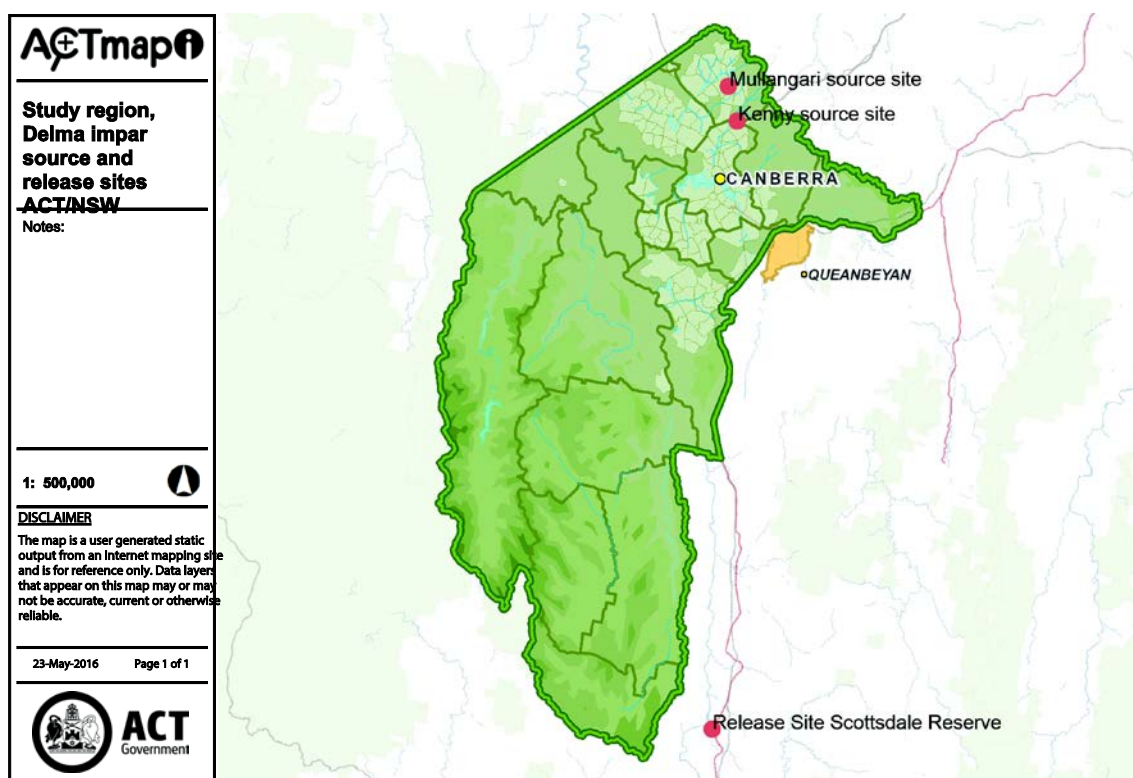 ACTmapi
Study region,
Delma impar
source and
release sites
ACT/NSW
Notes:
1: 500,000
DISCLAIMER
The map is a user generated static
output from an Internet mapping site
and is for reference only. Data layers
that appear on this map may or may
not be accurate, current or otherwise
reliable.
23-May-2016 Page 1 of 1
ACT
Government
Mullangari source site
Kenny source site
CANBERRA
QUEANBEYAN
Release Site Scottsdale Reserve